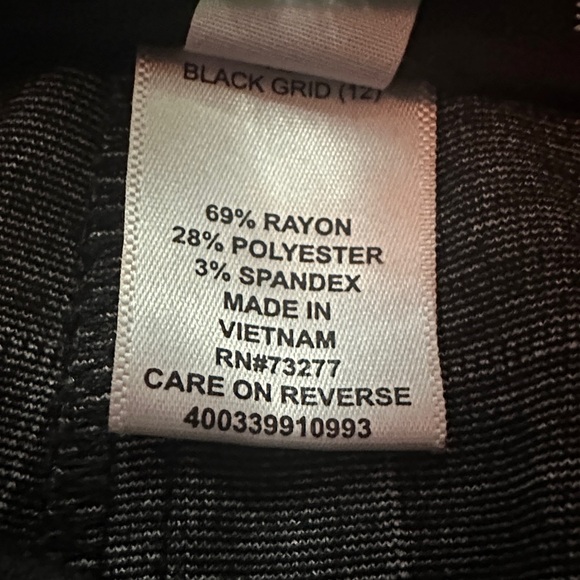 BLACK GRID (12)
69% RAYON
28% POLYESTER
3% SPANDEX
MADE IN
VIETNAM
RN#73277
CARE ON REVERSE
400339910993